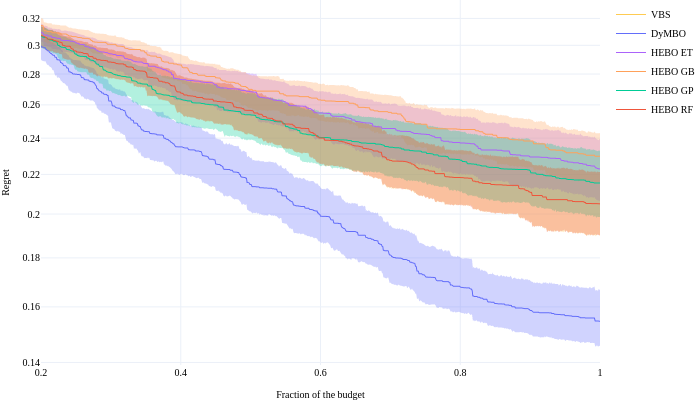 0.32
0.3
0.28
0.26
0.24
0.22
0.2
0.18
0.16
0.14
Regret
0.2
0.4
0.6
0.8
1
Fraction of the budget
VBS
DyMBO
HEBO ET
HEBO GB
HEBO GP
HEBO RF